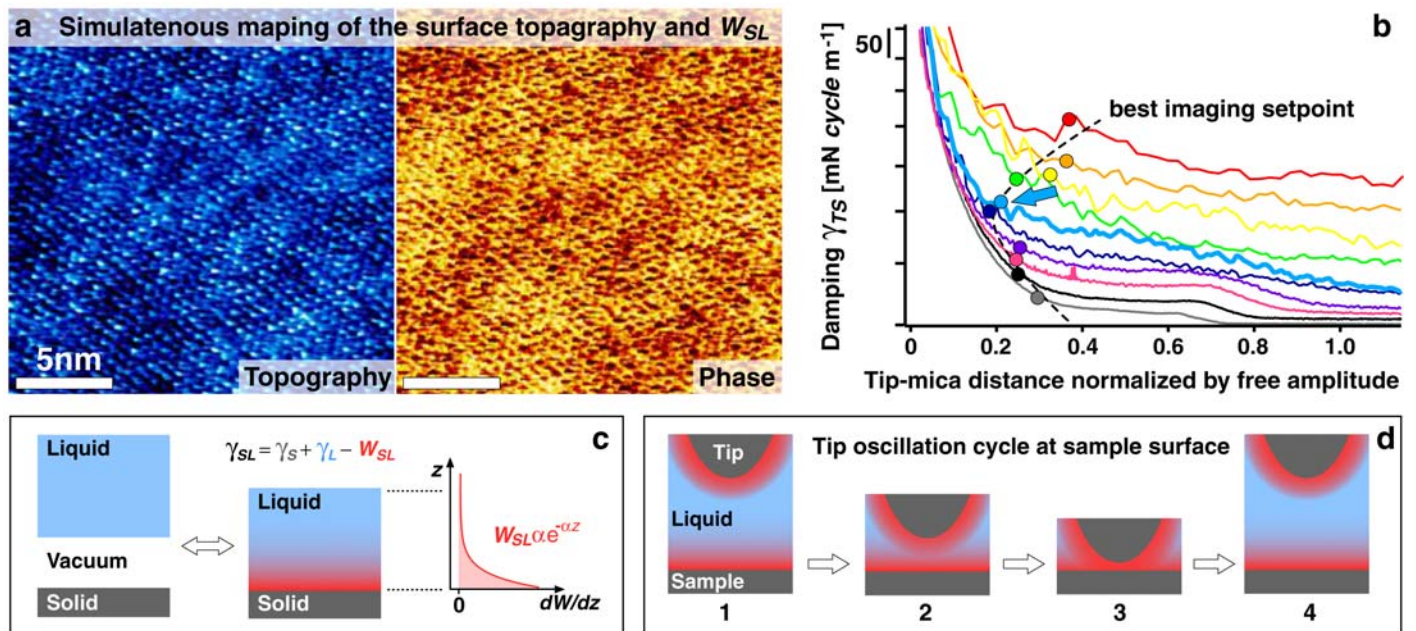 a Simulatenous maping of the surface topagraphy and W_SL
5nm
Topography
Phase
b
50
Damping γ_TS [mN cycle m⁻¹]
best imaging setpoint
0 0.2 0.4 0.6 0.8 1.0
Tip-mica distance normalized by free amplitude
c
Liquid
Vacuum
Solid
γ_SL = γ_S + γ_L – W_SL
Liquid
Solid
z
W_SL α e^-αz
0
dW/dz
d
Tip oscillation cycle at sample surface
Tip
Liquid
Sample
1 2 3 4